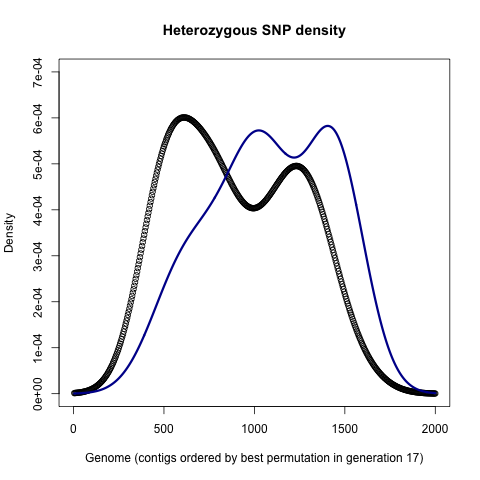 Heterozygous SNP density
Density
7e-04
6e-04
5e-04
4e-04
3e-04
2e-04
1e-04
0e+00
0 500 1000 1500 2000
Genome (contigs ordered by best permutation in generation 17)